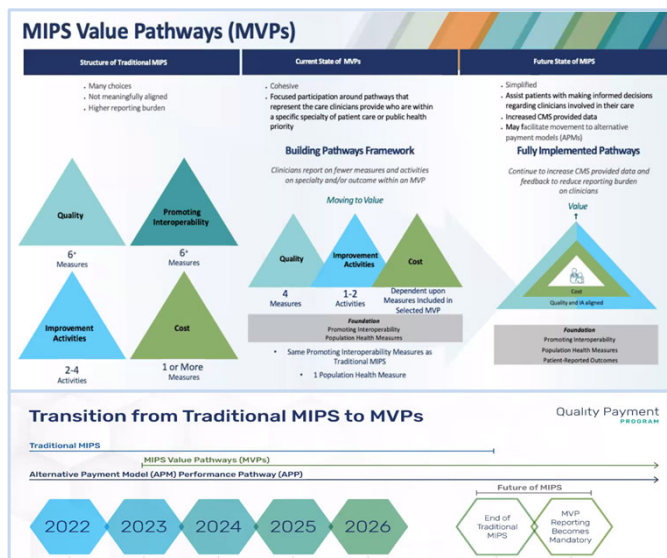 MIPS Value Pathways (MVPs)
Structure of Traditional MIPS
Many choices
Not meaningfully aligned
Higher reporting burden
Quality
6+
Measures
Promoting
Interoperability
6+
Measures
Improvement
Activities
2-4
Activities
Cost
1 or More
Measures
Current State of MVPs
Cohesive
Focused participation around pathways that
represent the care clinicians provide who are within
a specific specialty of patient care or public health
priority
Building Pathways Framework
Clinicians report on fewer measures and activities
on specialty and/or outcome within an MVP
Moving to Value
Quality
4
Measures
Improvement
Activities
1-2
Activities
Cost
Dependent upon
Measures Included in
Selected MVP
Foundation
Promoting Interoperability
Population Health Measures
Same Promoting Interoperability Measures as
Traditional MIPS
1 Population Health Measure
Future State of MIPS
Simplified
Assist patients with making informed decisions
regarding clinicians involved in their care
Increased CMS provided data
May facilitate movement to alternative
payment models (APMs)
Fully Implemented Pathways
Continue to increase CMS provided data and
feedback to reduce reporting burden
on clinicians
Value
Cost
Quality and IA aligned
Foundation
Promoting Interoperability
Population Health Measures
Patient-Reported Outcomes
Transition from Traditional MIPS to MVPs
Quality Payment
PROGRAM
Traditional MIPS
MIPS Value Pathways (MVPs)
Alternative Payment Model (APM) Performance Pathway (APP)
Future of MIPS
2022
2023
2024
2025
2026
End of
Traditional
MIPS
MVP
Reporting
Becomes
Mandatory